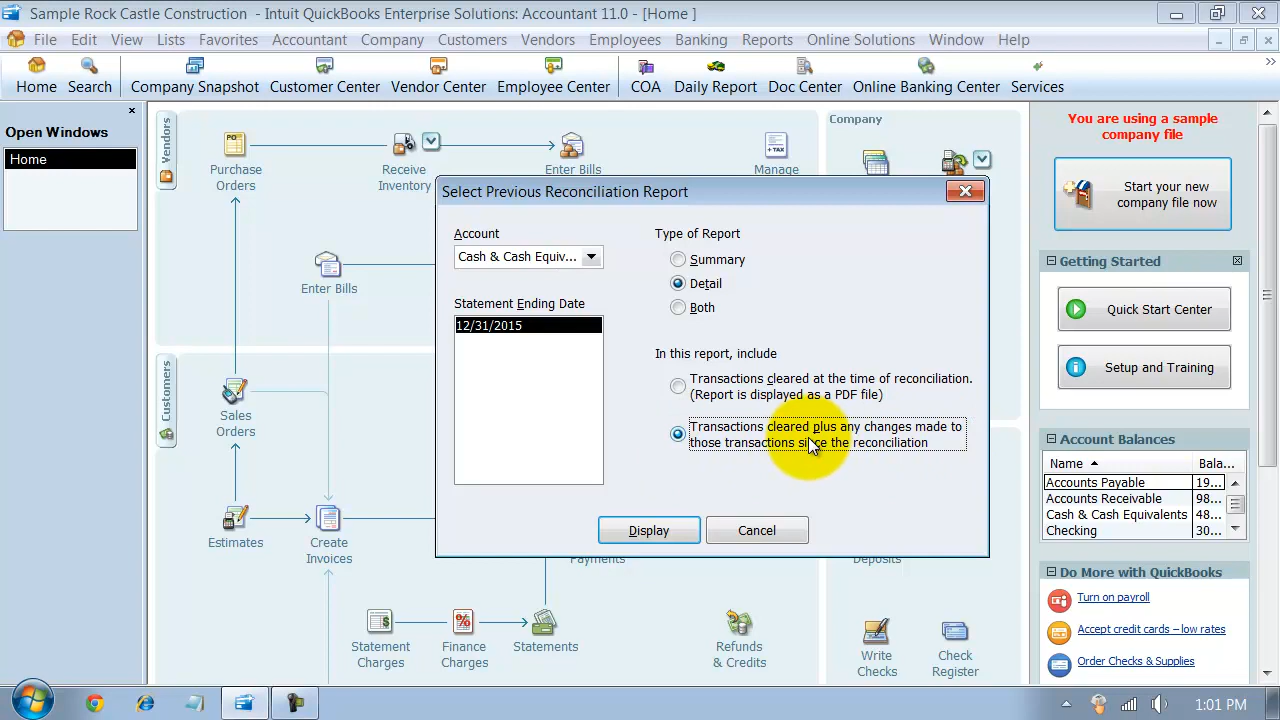 Sample Rock Castle Construction - Intuit QuickBooks Enterprise Solutions: Accountant 11.0 - [Home ]
File Edit View Lists Favorites Accountant Company Customers Vendors Employees Banking Reports Online Solutions Window Help
Home Search Company Snapshot Customer Center Vendor Center Employee Center COA Daily Report Doc Center Online Banking Center Services
Open Windows
Home
Vendors
PO
Purchase
Orders
Receive
Inventory
Enter Bills
+TAX
Manage
Enter Bills
Company
Customers
Sales
Orders
Estimates
Create
Invoices
Payments
Deposits
Statement
Charges
Finance
Charges
Statements
Refunds
& Credits
Write
Checks
Check
Register
Select Previous Reconciliation Report
Account
Cash & Cash Equiv...
Statement Ending Date
12/31/2015
Type of Report
Summary
Detail
Both
In this report, include
Transactions cleared at the time of reconciliation.
(Report is displayed as a PDF file)
Transactions cleared plus any changes made to
those transactions since the reconciliation
Display Cancel
You are using a sample
company file
Start your new
company file now
Getting Started
Quick Start Center
Setup and Training
Account Balances
Name Bala...
Accounts Payable 19...
Accounts Receivable 98...
Cash & Cash Equivalents 48...
Checking 30...
Do More with QuickBooks
Turn on payroll
Accept credit cards – low rates
Order Checks & Supplies
1:01 PM